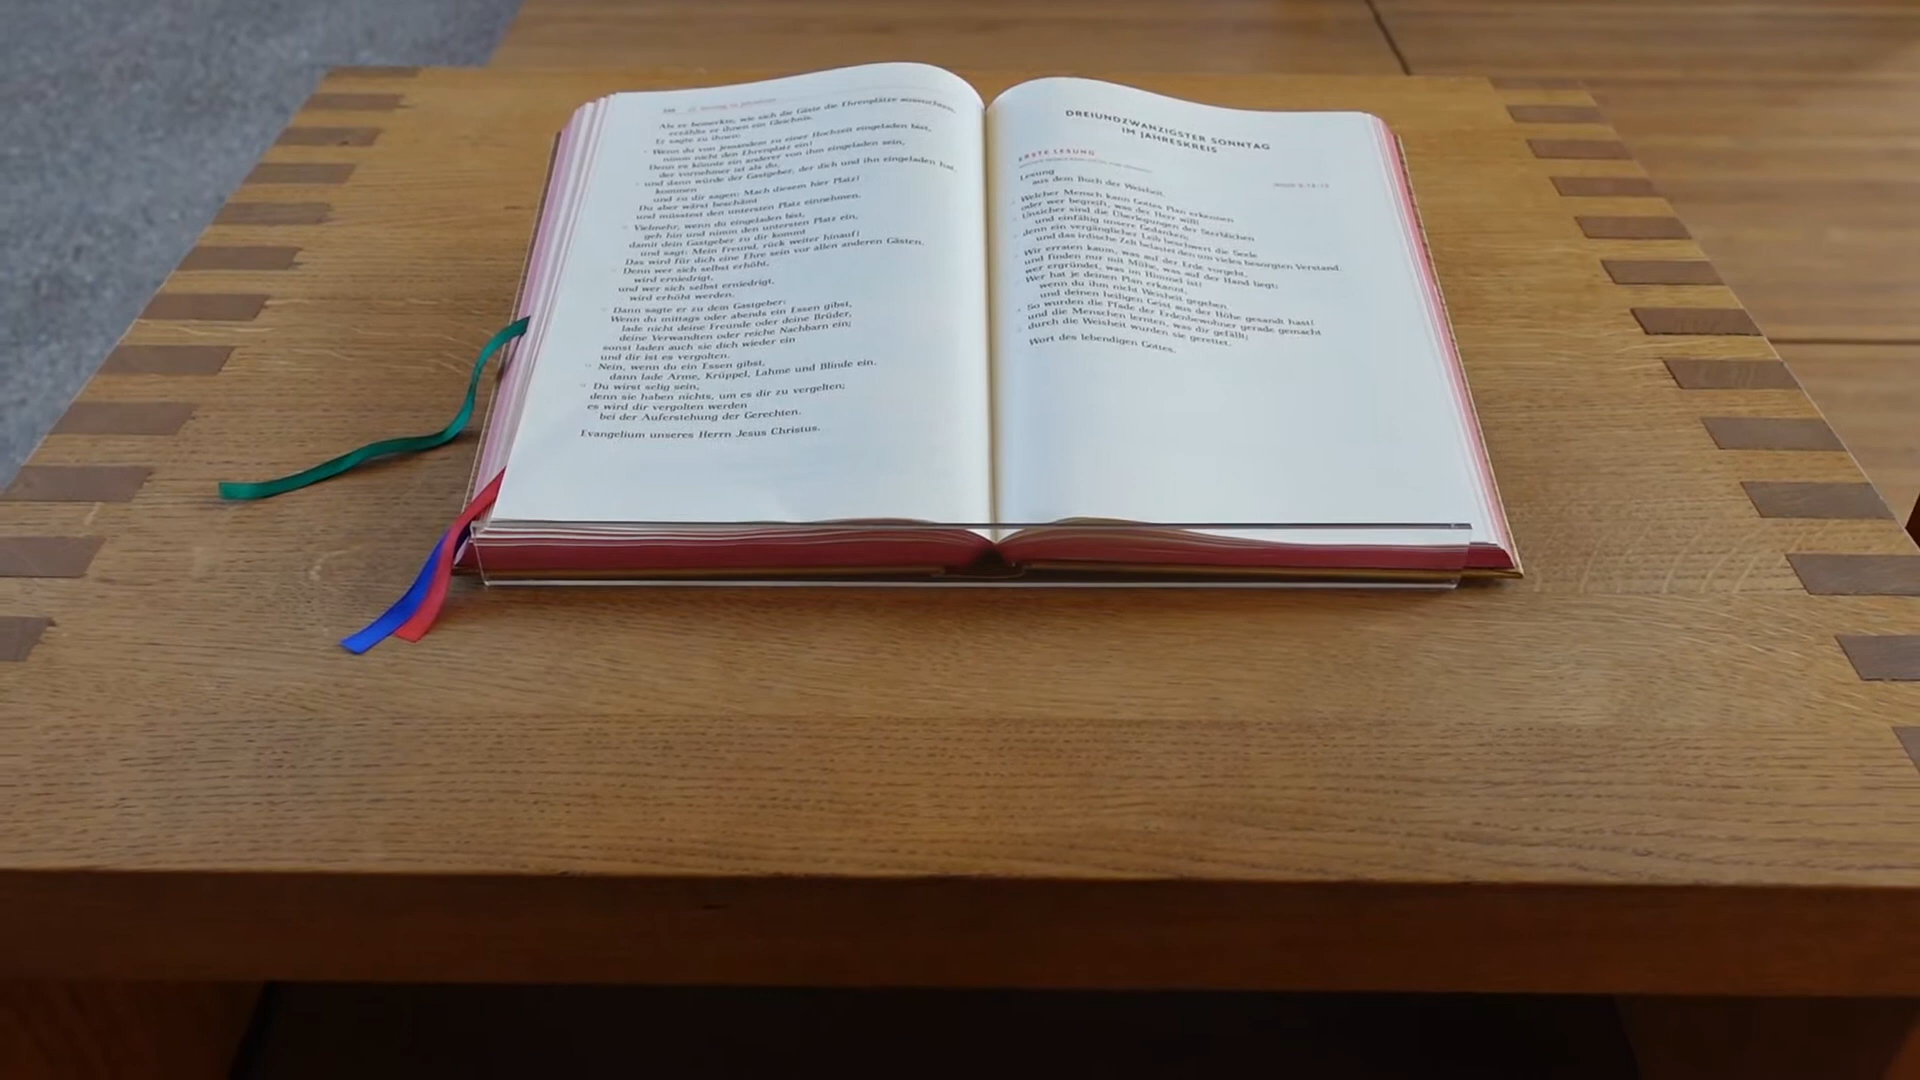 22. Sonntag im Jahreskreis
Als er bemerkte, wie sich die Gäste die Ehrenplätze aussuchten,
erzählte er ihnen ein Gleichnis.
Er sagte zu ihnen:
Wenn du von jemandem zu einer Hochzeit eingeladen bist,
nimm nicht den Ehrenplatz ein!
Denn es könnte ein anderer von ihm eingeladen sein,
der vornehmer ist als du,
und dann würde der Gastgeber, der dich und ihn eingeladen hat,
kommen
und zu dir sagen: Mach diesem hier Platz!
Du aber wärst beschämt
und müsstest den untersten Platz einnehmen.
Vielmehr, wenn du eingeladen bist,
geh hin und nimm den untersten Platz ein,
damit dein Gastgeber zu dir kommt
und sagt: Mein Freund, rück weiter hinauf!
Das wird für dich eine Ehre sein vor allen anderen Gästen.
Denn wer sich selbst erhöht,
wird erniedrigt,
und wer sich selbst erniedrigt,
wird erhöht werden.
Dann sagte er zu dem Gastgeber:
Wenn du mittags oder abends ein Essen gibst,
lade nicht deine Freunde oder deine Brüder,
deine Verwandten oder reiche Nachbarn ein;
sonst laden auch sie dich wieder ein
und dir ist es vergolten.
Nein, wenn du ein Essen gibst,
dann lade Arme, Krüppel, Lahme und Blinde ein.
Du wirst selig sein,
denn sie haben nichts, um es dir zu vergelten;
es wird dir vergolten werden
bei der Auferstehung der Gerechten.
Evangelium unseres Herrn Jesus Christus.
DREIUNDZWANZIGSTER SONNTAG
IM JAHRESKREIS
ERSTE LESUNG
Lesung
aus dem Buch der Weisheit.
Welcher Mensch kann Gottes Plan erkennen
oder wer begreift, was der Herr will?
Unsicher sind die Überlegungen der Sterblichen
und einfältig unsere Gedanken;
denn ein vergänglicher Leib beschwert die Seele
und das irdische Zelt belastet den um vieles besorgten Verstand.
Wir erraten kaum, was auf der Erde vorgeht,
und finden nur mit Mühe, was auf der Hand liegt;
wer ergründet, was im Himmel ist?
Wer hat je deinen Plan erkannt,
wenn du ihm nicht Weisheit gegeben
und deinen heiligen Geist aus der Höhe gesandt hast?
So wurden die Pfade der Erdenbewohner gerade gemacht
und die Menschen lernten, was dir gefällt;
durch die Weisheit wurden sie gerettet.
Wort des lebendigen Gottes.